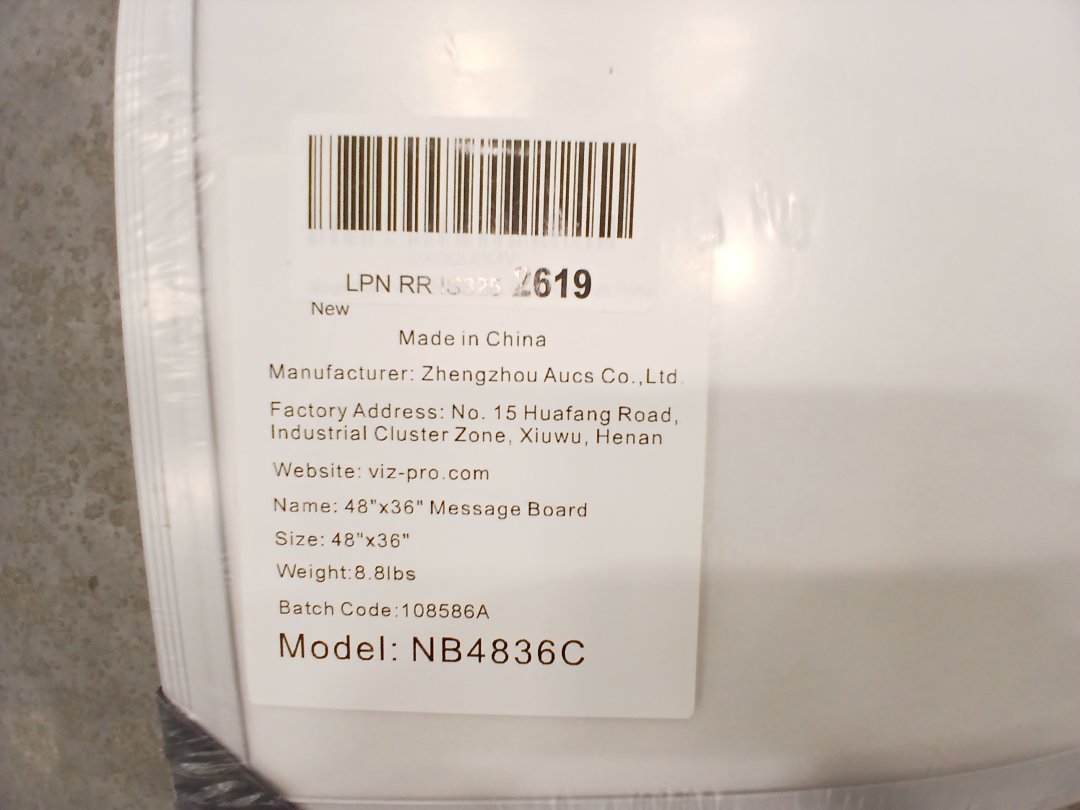 LPN RR 2619
New
Made in China
Manufacturer: Zhengzhou Aucs Co.,Ltd.
Factory Address: No. 15 Huafang Road,
Industrial Cluster Zone, Xiuwu, Henan
Website: viz-pro.com
Name: 48"x36" Message Board
Size: 48"x36"
Weight:8.8lbs
Batch Code:108586A
Model: NB4836C